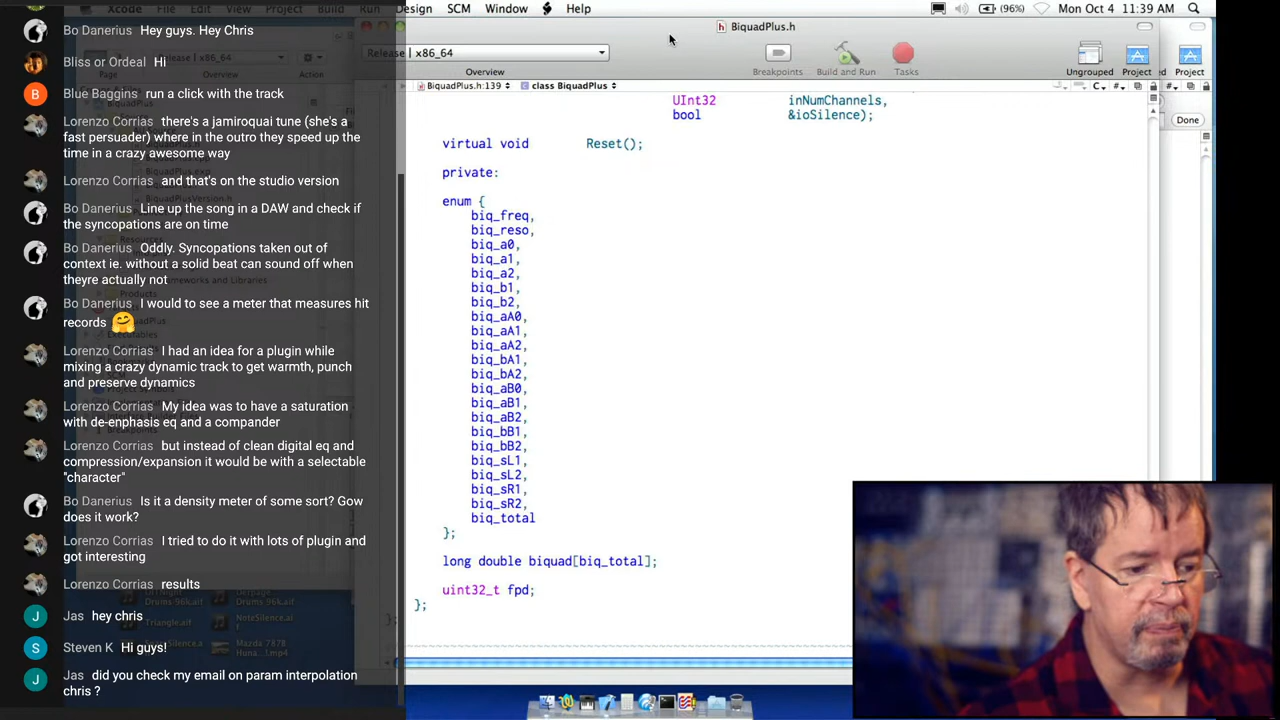 Xcode File Edit View Project Build Run Design SCM Window Help
(96%) Mon Oct 4 11:39 AM
BiquadPlus.h
Release | x86_64
Overview
Breakpoints
Build and Run
Tasks
Ungrouped
Project
Project
BiquadPlus.h:139
class BiquadPlus
C
#
#
Done
UInt32 inNumChannels,
bool &ioSilence);
virtual void Reset();
private:
enum {
biq_freq,
biq_reso,
biq_a0,
biq_a1,
biq_a2,
biq_b1,
biq_b2,
biq_aA0,
biq_aA1,
biq_aA2,
biq_bA1,
biq_bA2,
biq_aB0,
biq_aB1,
biq_aB2,
biq_bB1,
biq_bB2,
biq_sL1,
biq_sL2,
biq_sR1,
biq_sR2,
biq_total
};
long double biquad[biq_total];
uint32_t fpd;
};
Bo Danerius Hey guys. Hey Chris
Bliss or Ordeal Hi
Blue Baggins run a click with the track
Lorenzo Corrias there's a jamiroquai tune (she's a
fast persuader) where in the outro they speed up the
time in a crazy awesome way
Lorenzo Corrias and that's on the studio version
Bo Danerius Line up the song in a DAW and check if
the syncopations are on time
Bo Danerius Oddly. Syncopations taken out of
context ie. without a solid beat can sound off when
theyre actually not
Bo Danerius I would to see a meter that measures hit
records 🤗
Lorenzo Corrias I had an idea for a plugin while
mixing a crazy dynamic track to get warmth, punch
and preserve dynamics
Lorenzo Corrias My idea was to have a saturation
with de-enphasis eq and a compander
Lorenzo Corrias but instead of clean digital eq and
compression/expansion it would be with a selectable
"character"
Bo Danerius Is it a density meter of some sort? Gow
does it work?
Lorenzo Corrias I tried to do it with lots of plugin and
got interesting
Lorenzo Corrias results
Jas hey chris
Steven K Hi guys!
Jas did you check my email on param interpolation
chris ?